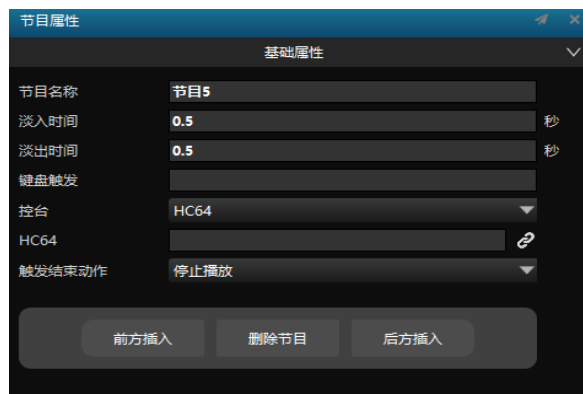 节目属性
基础属性
节目名称 节目5
淡入时间 0.5 秒
淡出时间 0.5 秒
键盘触发
控台 HC64
HC64
触发结束动作 停止播放
前方插入 删除节目 后方插入